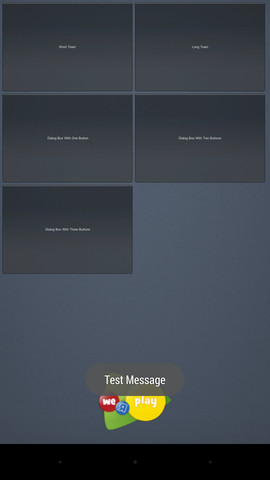 Short Toast
Long Toast
Dialog Box With One Button
Dialog Box With Two Buttons
Dialog Box With Three Buttons
Test Message
we play